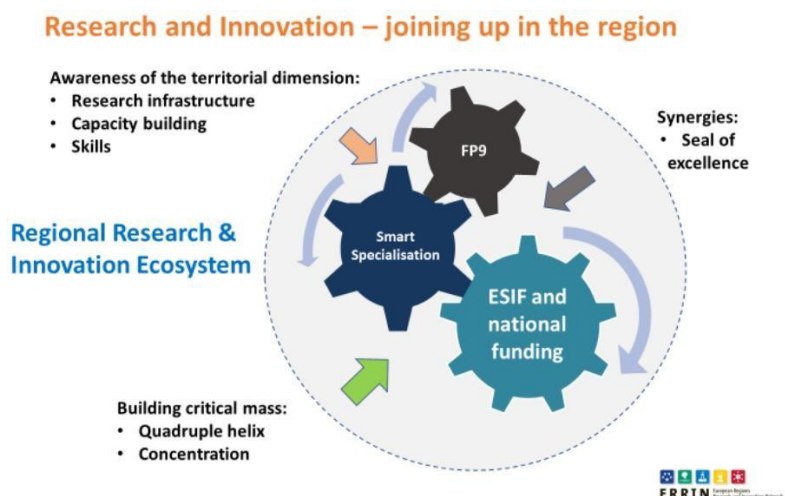 Research and Innovation – joining up in the region
Awareness of the territorial dimension:
• Research infrastructure
• Capacity building
• Skills
FP9
Synergies:
• Seal of
excellence
Regional Research &
Innovation Ecosystem
Smart
Specialisation
ESIF and
national
funding
Building critical mass:
• Quadruple helix
• Concentration
ERRIN
European Regions